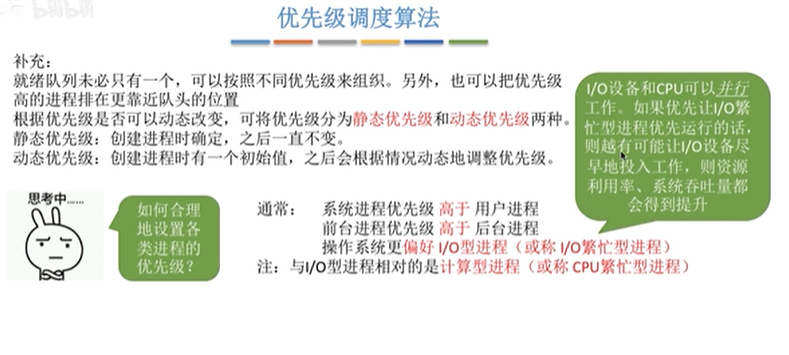 优先级调度算法
补充：
就绪队列未必只有一个，可以按照不同优先级来组织。另外，也可以把优先级
高的进程排在更靠近队头的位置
根据优先级是否可以动态改变，可将优先级分为静态优先级和动态优先级两种。
静态优先级：创建进程时确定，之后一直不变。
动态优先级：创建进程时有一个初始值，之后会根据情况动态地调整优先级。
I/O设备和CPU可以并行
工作。如果优先让I/O繁
忙型进程优先运行的话，
则越有可能让I/O设备尽
早地投入工作，则资源
利用率、系统吞吐量都
会得到提升
思考中……
如何合理
地设置各
类进程的
优先级？
通常： 系统进程优先级 高于 用户进程
前台进程优先级 高于 后台进程
操作系统更偏好 I/O型进程（或称 I/O繁忙型进程）
注：与I/O型进程相对的是计算型进程（或称 CPU繁忙型进程）